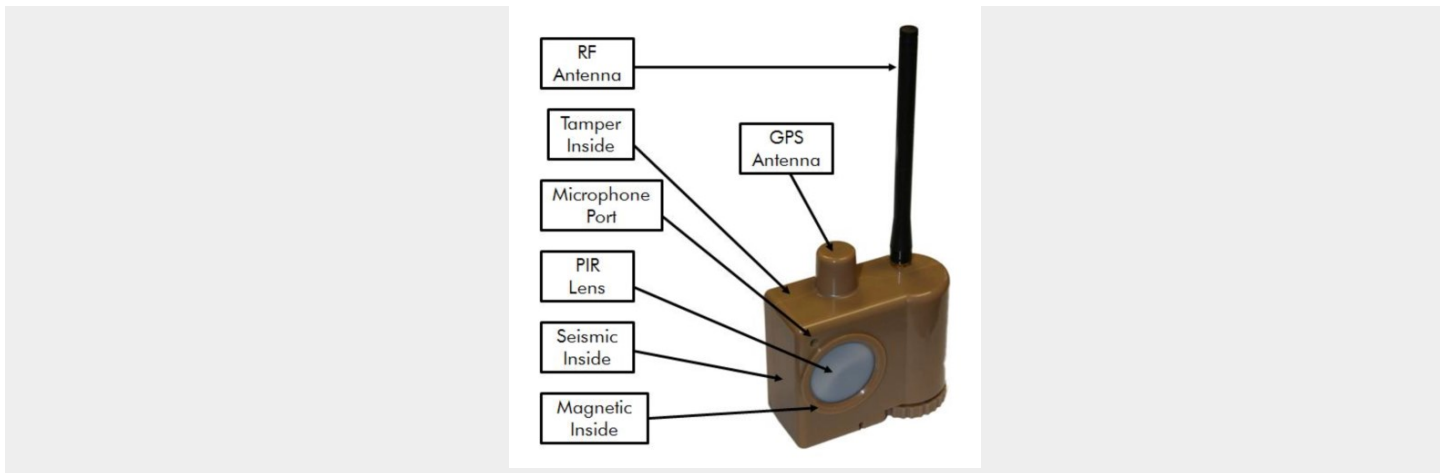 RF
Antenna
Tamper
Inside
GPS
Antenna
Microphone
Port
PIR
Lens
Seismic
Inside
Magnetic
Inside